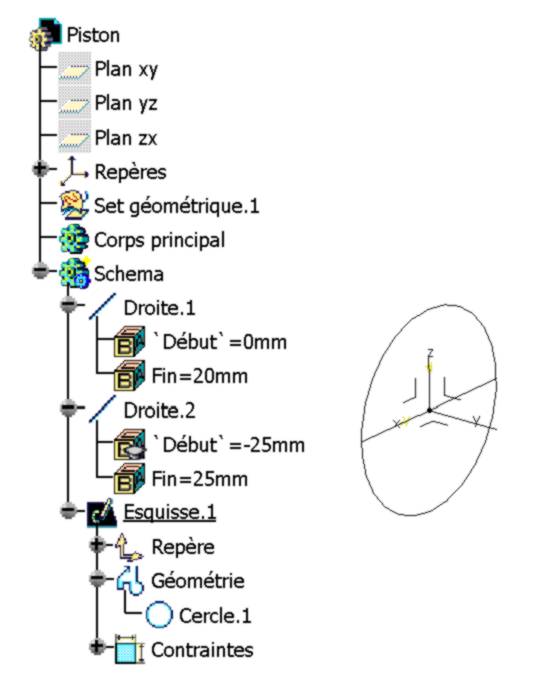 Piston
Plan xy
Plan yz
Plan zx
Repères
Set géométrique.1
Corps principal
Schema
Droite.1
`Début`=0mm
Fin=20mm
Droite.2
`Début`=-25mm
Fin=25mm
Esquisse.1
Repère
Géométrie
Cercle.1
Contraintes
z
x
y